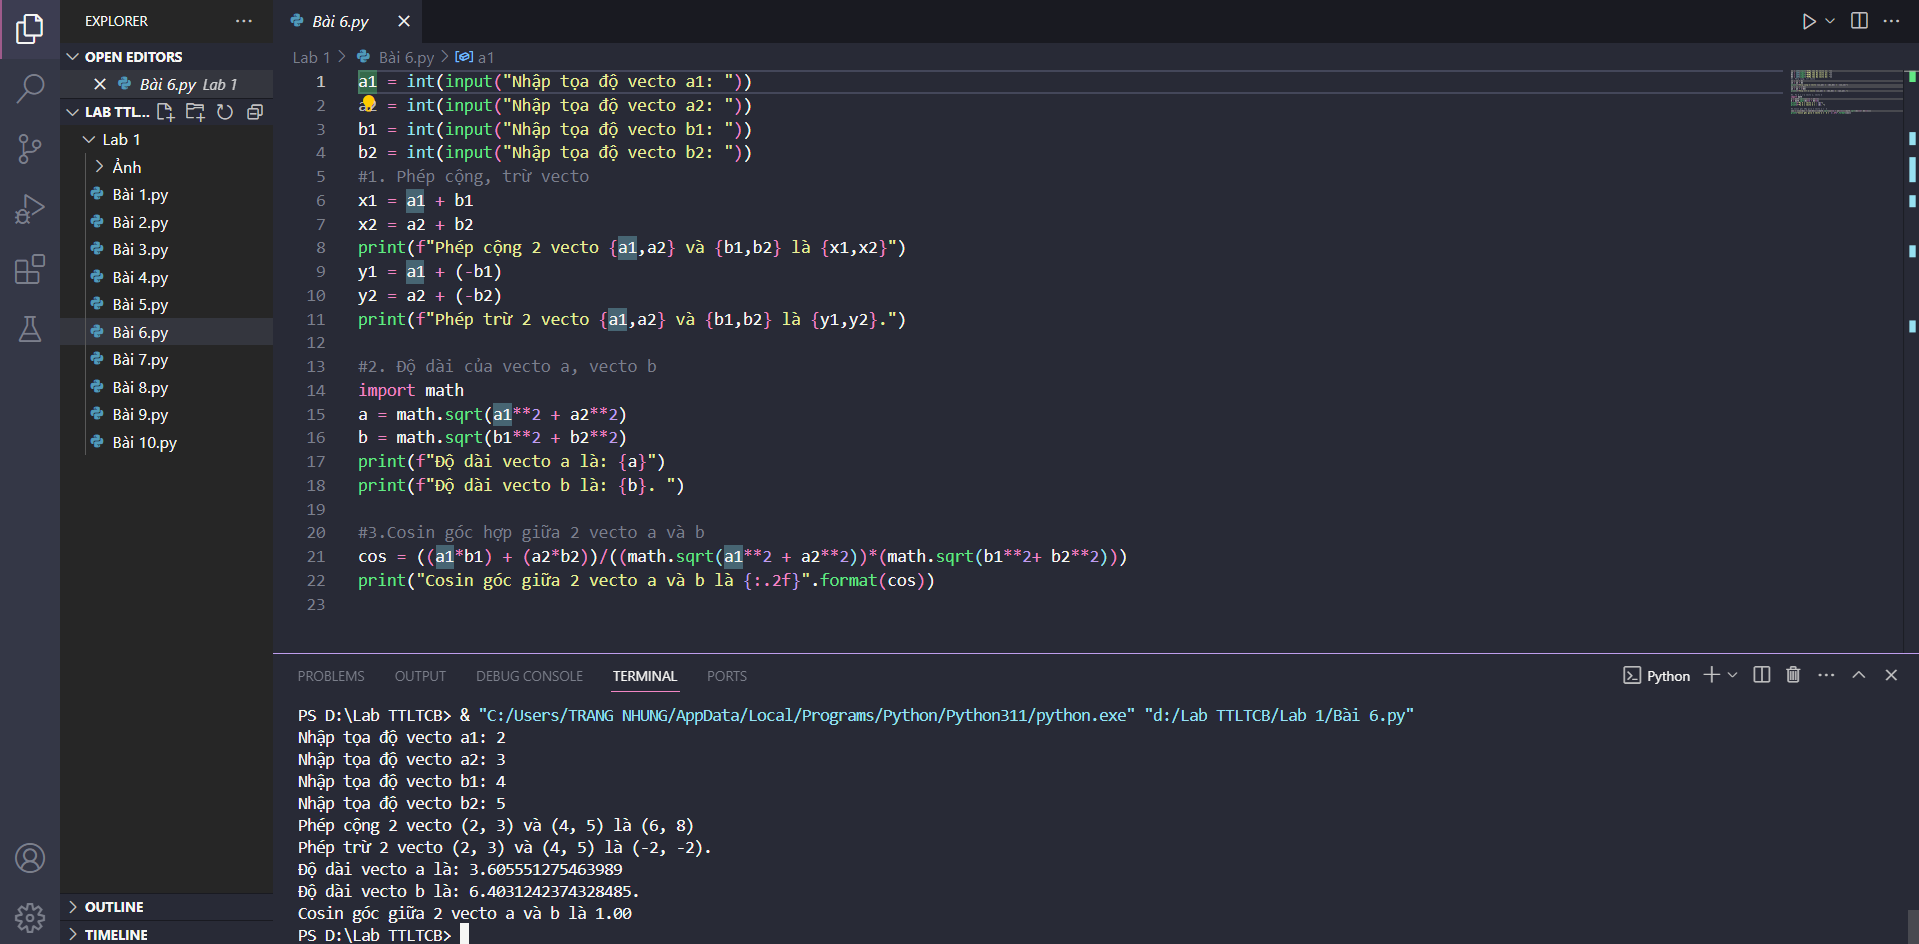 EXPLORER
OPEN EDITORS
Bài 6.py Lab 1
LAB TTL...
Lab 1
Ảnh
Bài 1.py
Bài 2.py
Bài 3.py
Bài 4.py
Bài 5.py
Bài 6.py
Bài 7.py
Bài 8.py
Bài 9.py
Bài 10.py
OUTLINE
TIMELINE
Bài 6.py
Lab 1 > Bài 6.py > a1
1 a1 = int(input("Nhập tọa độ vecto a1: "))
2 a2 = int(input("Nhập tọa độ vecto a2: "))
3 b1 = int(input("Nhập tọa độ vecto b1: "))
4 b2 = int(input("Nhập tọa độ vecto b2: "))
5 #1. Phép cộng, trừ vecto
6 x1 = a1 + b1
7 x2 = a2 + b2
8 print(f"Phép cộng 2 vecto {a1,a2} và {b1,b2} là {x1,x2}")
9 y1 = a1 + (-b1)
10 y2 = a2 + (-b2)
11 print(f"Phép trừ 2 vecto {a1,a2} và {b1,b2} là {y1,y2}.")
12
13 #2. Độ dài của vecto a, vecto b
14 import math
15 a = math.sqrt(a1**2 + a2**2)
16 b = math.sqrt(b1**2 + b2**2)
17 print(f"Độ dài vecto a là: {a}")
18 print(f"Độ dài vecto b là: {b}. ")
19
20 #3.Cosin góc hợp giữa 2 vecto a và b
21 cos = ((a1*b1) + (a2*b2))/((math.sqrt(a1**2 + a2**2))*(math.sqrt(b1**2+ b2**2)))
22 print("Cosin góc giữa 2 vecto a và b là {:.2f}".format(cos))
23
PROBLEMS OUTPUT DEBUG CONSOLE TERMINAL PORTS
Python
PS D:\Lab TTLTCB> & "C:/Users/TRANG NHUNG/AppData/Local/Programs/Python/Python311/python.exe" "d:/Lab TTLTCB/Lab 1/Bài 6.py"
Nhập tọa độ vecto a1: 2
Nhập tọa độ vecto a2: 3
Nhập tọa độ vecto b1: 4
Nhập tọa độ vecto b2: 5
Phép cộng 2 vecto (2, 3) và (4, 5) là (6, 8)
Phép trừ 2 vecto (2, 3) và (4, 5) là (-2, -2).
Độ dài vecto a là: 3.605551275463989
Độ dài vecto b là: 6.4031242374328485.
Cosin góc giữa 2 vecto a và b là 1.00
PS D:\Lab TTLTCB>